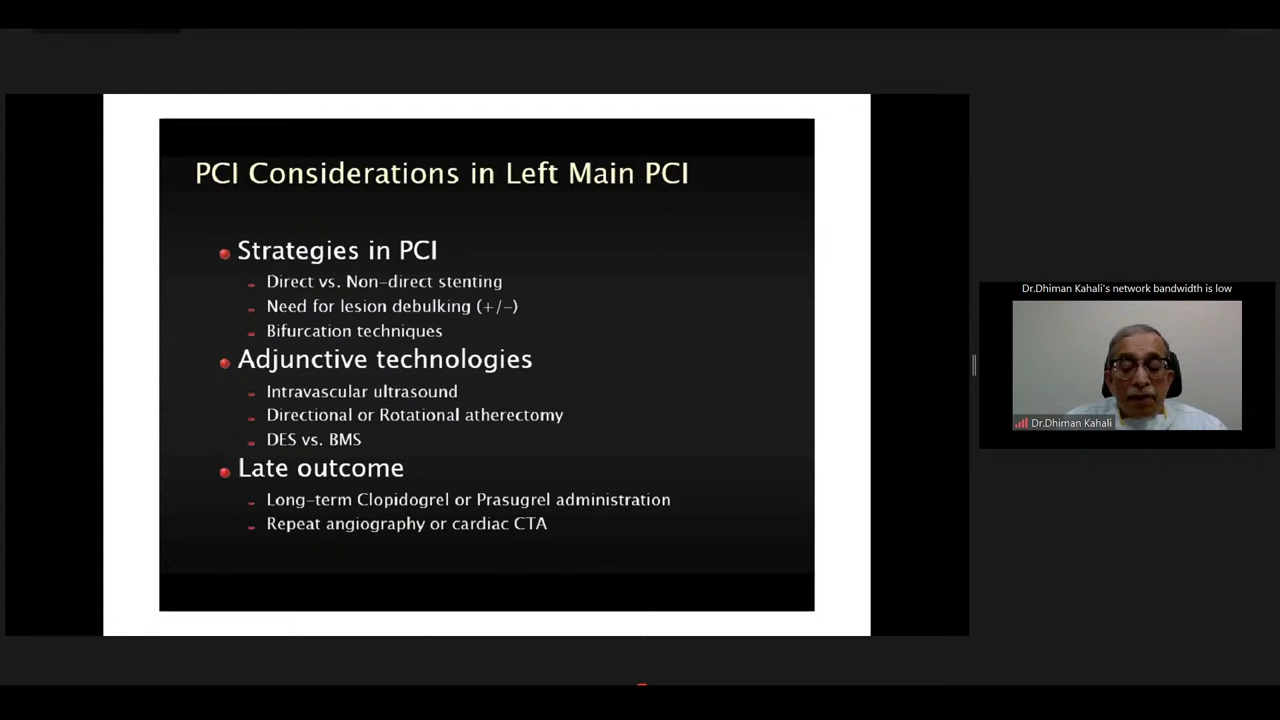 PCI Considerations in Left Main PCI
Strategies in PCI
Direct vs. Non-direct stenting
Need for lesion debulking (+/-)
Bifurcation techniques
Adjunctive technologies
Intravascular ultrasound
Directional or Rotational atherectomy
DES vs. BMS
Late outcome
Long-term Clopidogrel or Prasugrel administration
Repeat angiography or cardiac CTA
Dr.Dhiman Kahali's network bandwidth is low
Dr.Dhiman Kahali